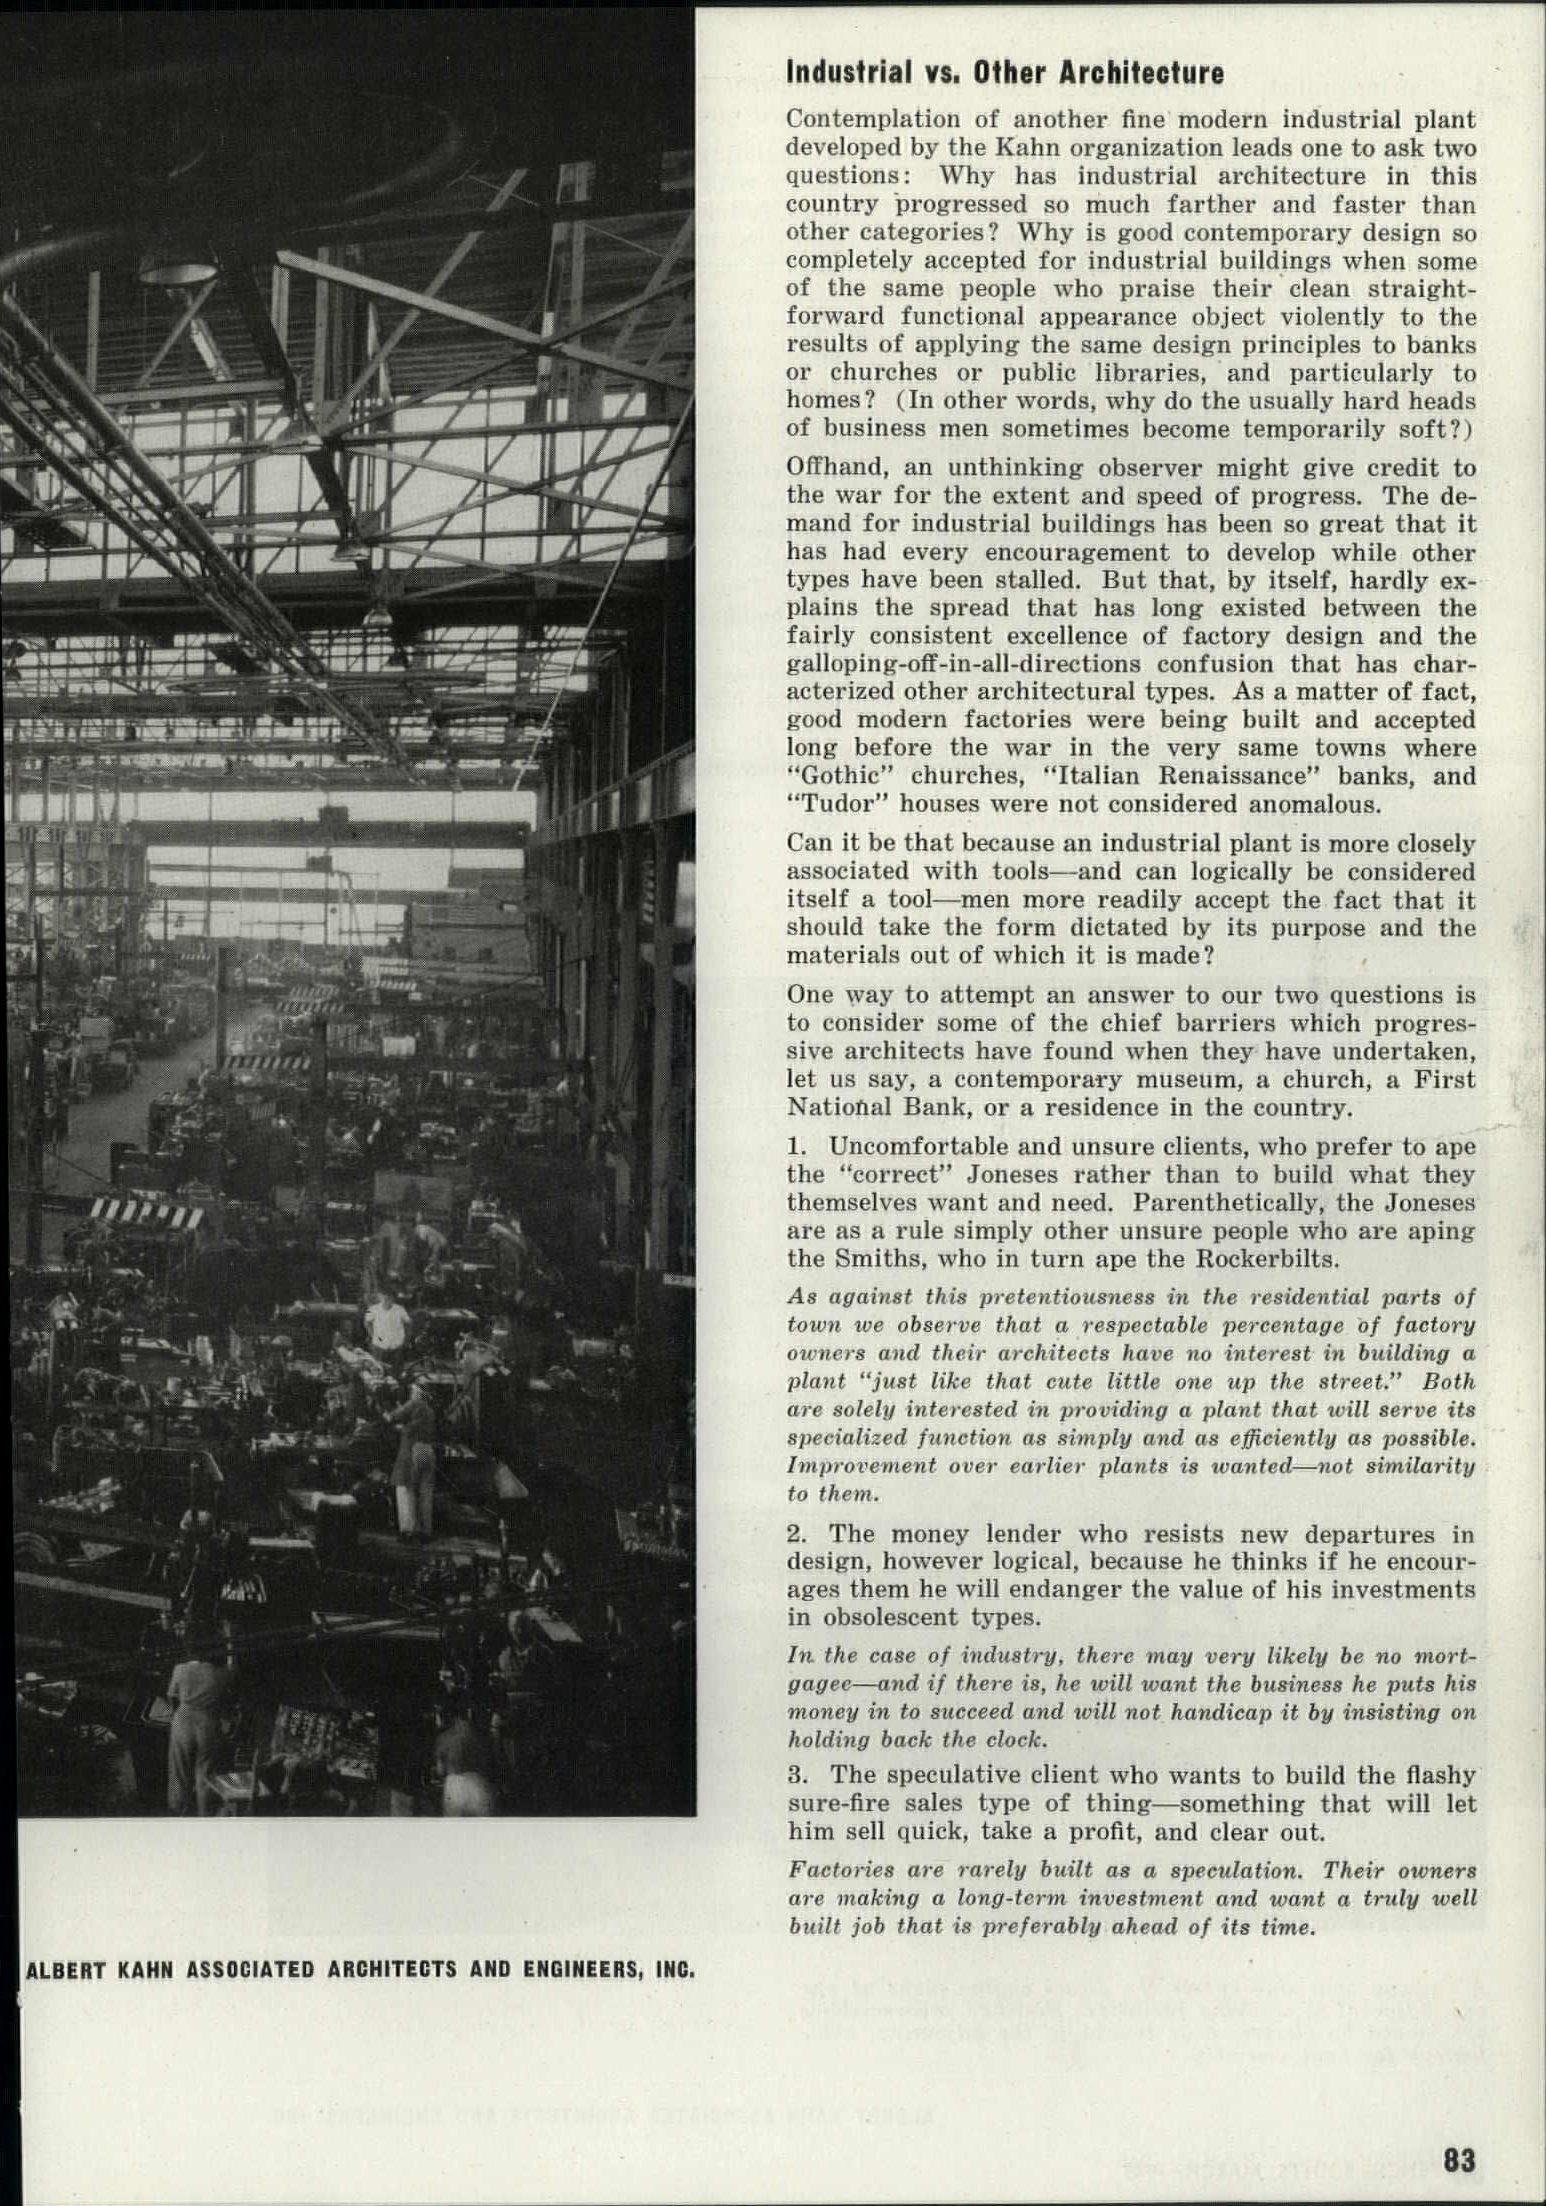 Industrial vs. Other Architecture
Contemplation of another fine modern industrial plant
developed by the Kahn organization leads one to ask two
questions: Why has industrial architecture in this
country progressed so much farther and faster than
other categories? Why is good contemporary design so
completely accepted for industrial buildings when some
of the same people who praise their clean straight-
forward functional appearance object violently to the
results of applying the same design principles to banks
or churches or public libraries, and particularly to
homes? (In other words, why do the usually hard heads
of business men sometimes become temporarily soft?)
Offhand, an unthinking observer might give credit to
the war for the extent and speed of progress. The de-
mand for industrial buildings has been so great that it
has had every encouragement to develop while other
types have been stalled. But that, by itself, hardly ex-
plains the spread that has long existed between the
fairly consistent excellence of factory design and the
galloping-off-in-all-directions confusion that has char-
acterized other architectural types. As a matter of fact,
good modern factories were being built and accepted
long before the war in the very same towns where
“Gothic” churches, “Italian Renaissance” banks, and
“Tudor” houses were not considered anomalous.
Can it be that because an industrial plant is more closely
associated with tools—and can logically be considered
itself a tool—men more readily accept the fact that it
should take the form dictated by its purpose and the
materials out of which it is made?
One way to attempt an answer to our two questions is
to consider some of the chief barriers which progres-
sive architects have found when they have undertaken,
let us say, a contemporary museum, a church, a First
National Bank, or a residence in the country.
1. Uncomfortable and unsure clients, who prefer to ape
the “correct” Joneses rather than to build what they
themselves want and need. Parenthetically, the Joneses
are as a rule simply other unsure people who are aping
the Smiths, who in turn ape the Rockerbilts.
As against this pretentiousness in the residential parts of
town we observe that a respectable percentage of factory
owners and their architects have no interest in building a
plant “just like that cute little one up the street.” Both
are solely interested in providing a plant that will serve its
specialized function as simply and as efficiently as possible.
Improvement over earlier plants is wanted—not similarity
to them.
2. The money lender who resists new departures in
design, however logical, because he thinks if he encour-
ages them he will endanger the value of his investments
in obsolescent types.
In the case of industry, there may very likely be no mort-
gagee—and if there is, he will want the business he puts his
money in to succeed and will not handicap it by insisting on
holding back the clock.
3. The speculative client who wants to build the flashy
sure-fire sales type of thing—something that will let
him sell quick, take a profit, and clear out.
Factories are rarely built as a speculation. Their owners
are making a long-term investment and want a truly well
built job that is preferably ahead of its time.
ALBERT KAHN ASSOCIATED ARCHITECTS AND ENGINEERS, INC.
83